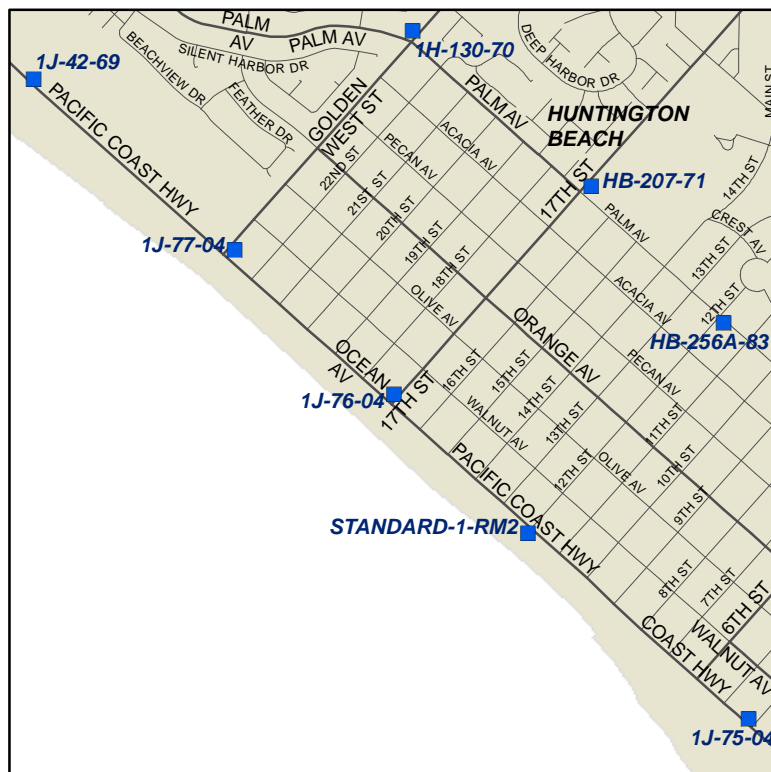 PALM
AV
PALM AV
1H-130-70
SILENT HARBOR DR
BEACHVIEW DR
FEATHER DR
DEEP HARBOR DR
1J-42-69
PACIFIC COAST HWY
GOLDEN
WEST ST
PALM AV
HUNTINGTON
BEACH
MAIN ST
ACACIA AV
PECAN AV
22ND ST
21ST ST
20TH ST
19TH ST
18TH ST
17TH ST
HB-207-71
14TH ST
PALM AV
CREST AV
13TH ST
1J-77-04
OLIVE AV
ACACIA AV
12TH ST
HB-256A-83
ORANGE AV
PECAN AV
OCEAN
AV
1J-76-04
17TH ST
16TH ST
15TH ST
14TH ST
13TH ST
12TH ST
WALNUT AV
OLIVE AV
11TH ST
10TH ST
9TH ST
PACIFIC COAST HWY
STANDARD-1-RM2
8TH ST
7TH ST
6TH ST
COAST HWY
WALNUT AV
1J-75-04